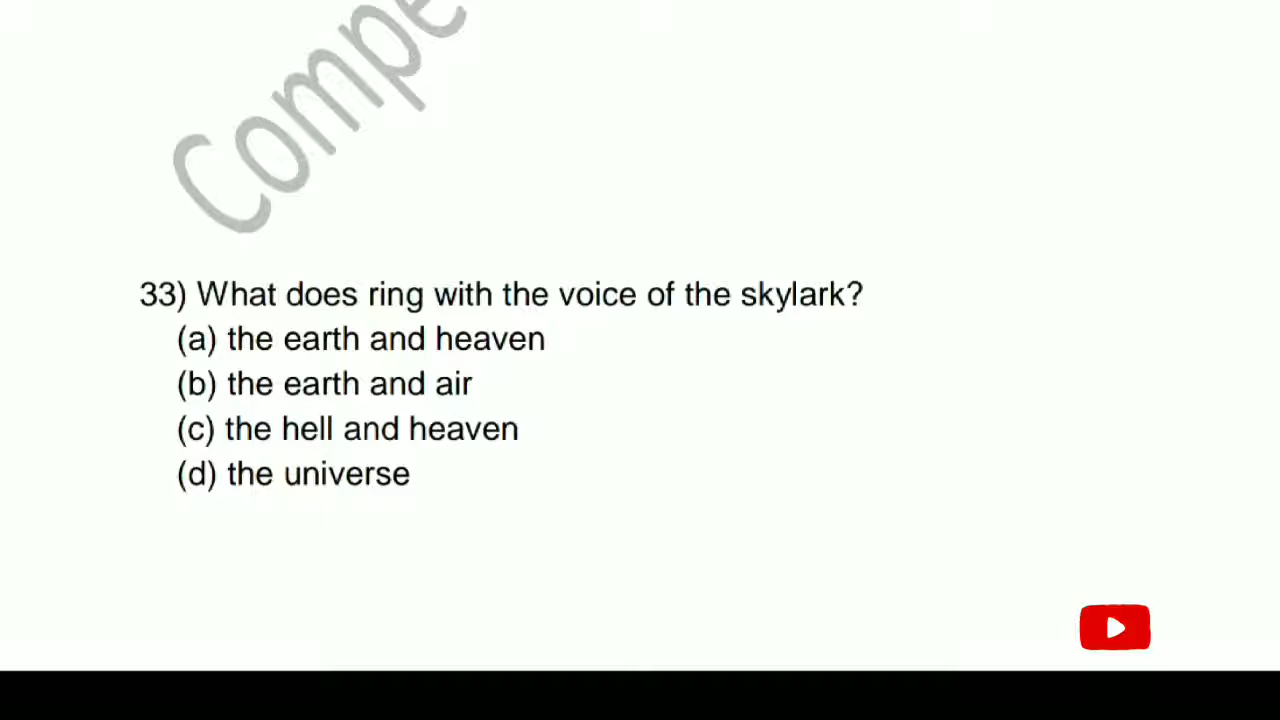 Compe
33) What does ring with the voice of the skylark?
(a) the earth and heaven
(b) the earth and air
(c) the hell and heaven
(d) the universe